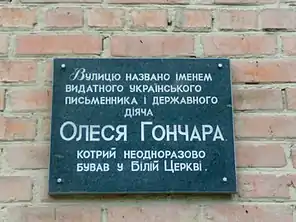 Вулицю названо іменем
видатного українського
письменника і державного
діяча
Олеся Гончара,
котрий неодноразово
бував у Білій Церкві.